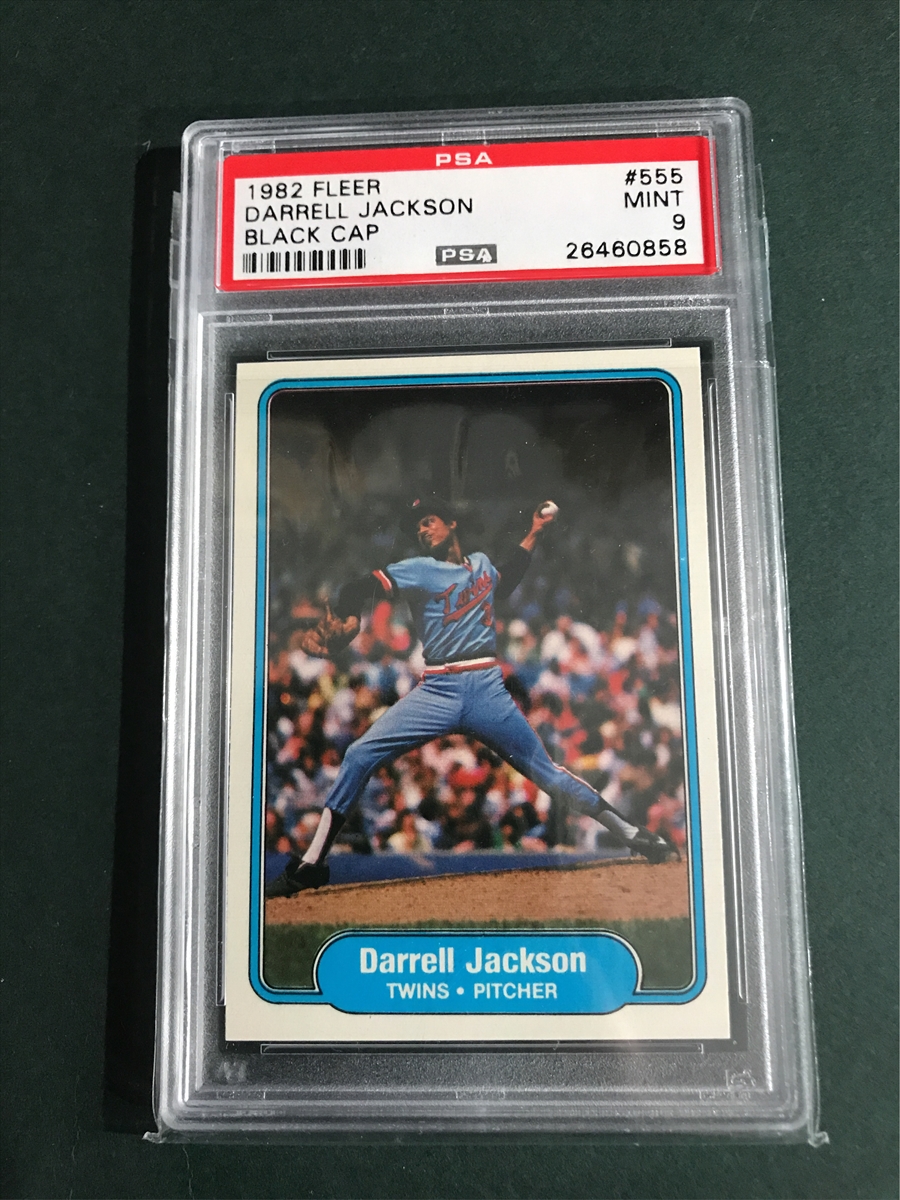 PSA
1982 FLEER #555
DARRELL JACKSON MINT
BLACK CAP 9
PSA 26460858
Twins
Darrell Jackson
TWINS • PITCHER